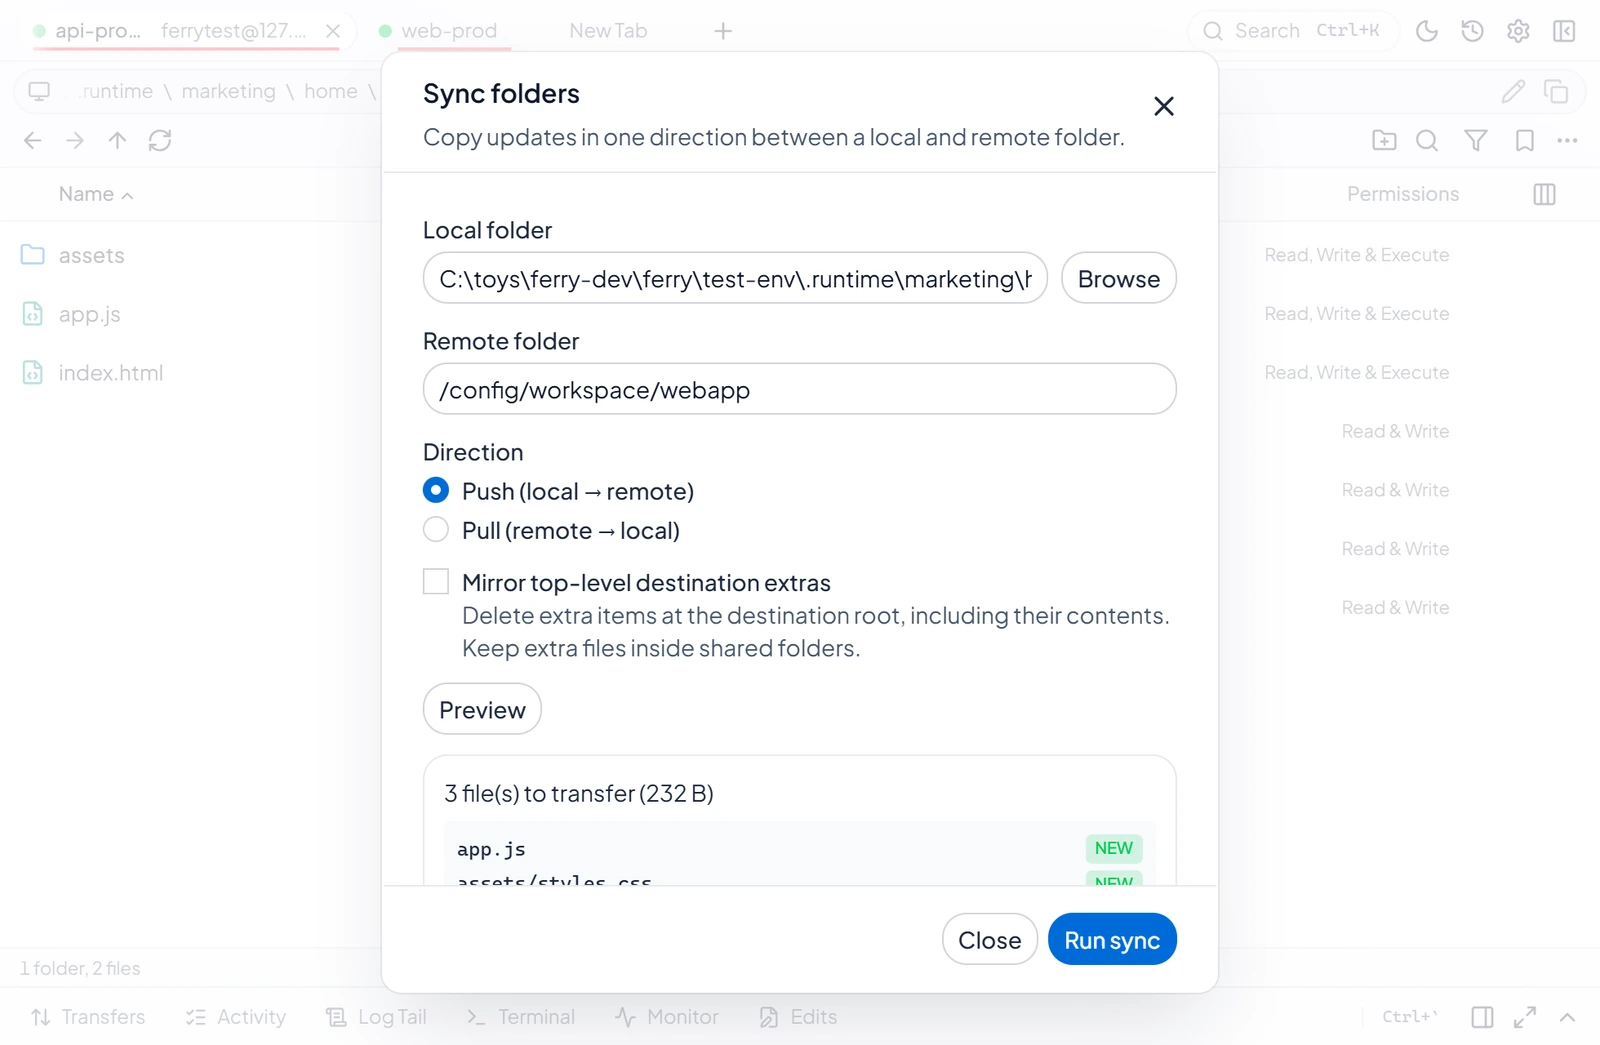 api-pro... ferrytest@127.... web-prod New Tab Search Ctrl+K
.runtime \ marketing \ home \
Name Permissions
assets Read, Write & Execute
app.js Read, Write & Execute
index.html Read, Write & Execute
Read & Write
Read & Write
Read & Write
Read & Write
Sync folders
Copy updates in one direction between a local and remote folder.
Local folder
C:\toys\ferry-dev\ferry\test-env\.runtime\marketing\h Browse
Remote folder
/config/workspace/webapp
Direction
Push (local → remote)
Pull (remote → local)
Mirror top-level destination extras
Delete extra items at the destination root, including their contents.
Keep extra files inside shared folders.
Preview
3 file(s) to transfer (232 B)
app.js NEW
assets/styles.css NEW
Close Run sync
1 folder, 2 files
Transfers Activity Log Tail Terminal Monitor Edits Ctrl+`